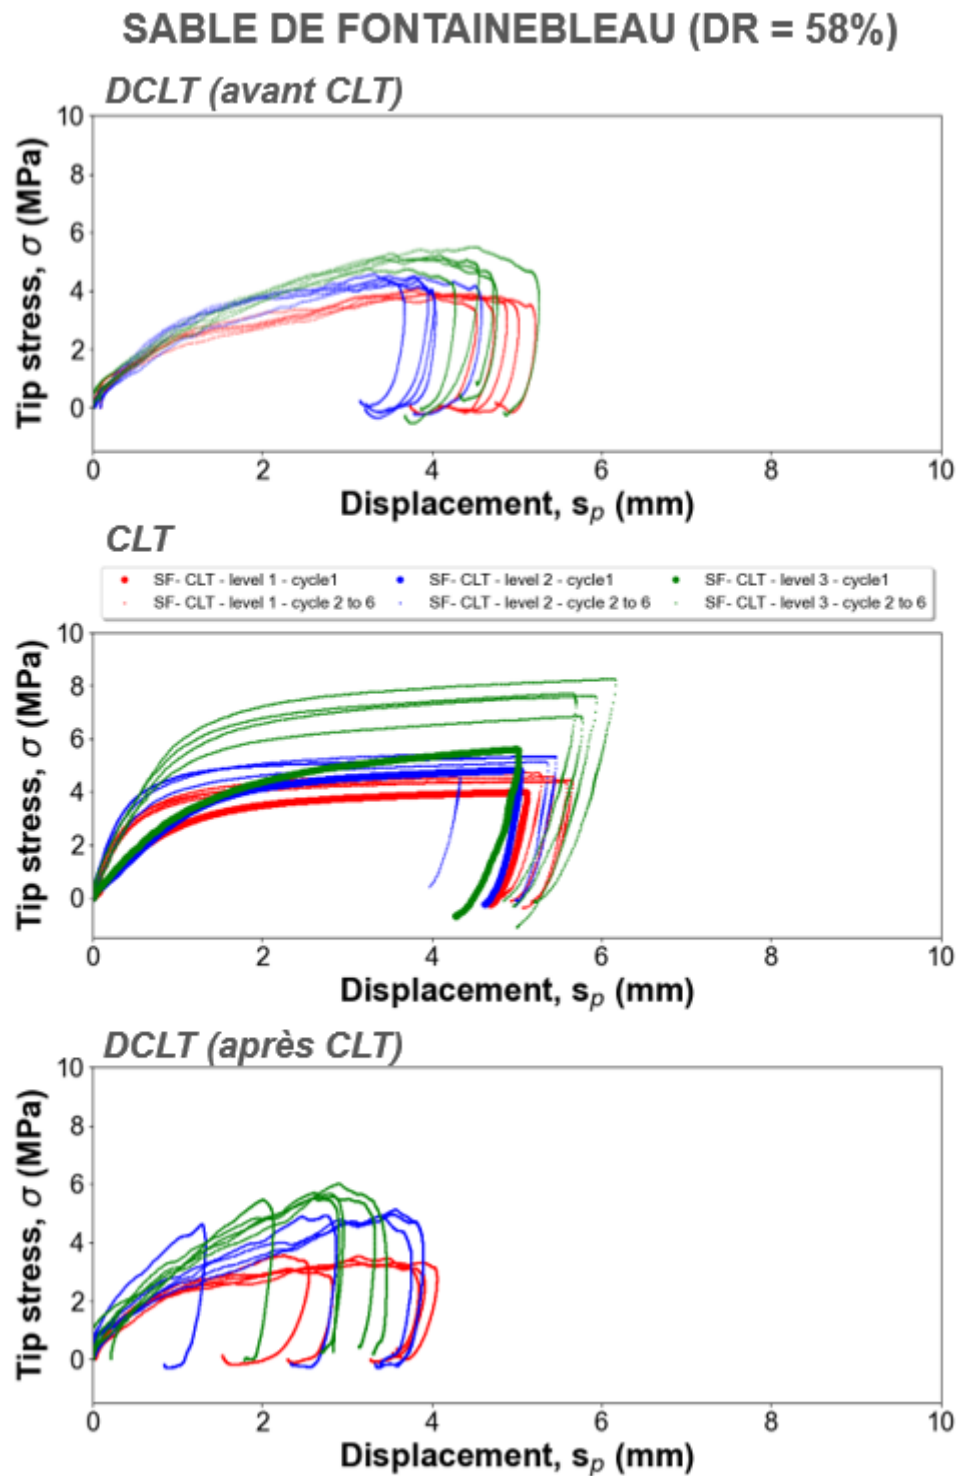 SABLE DE FONTAINEBLEAU (DR = 58%)
DCLT (avant CLT)
10
8
6
4
2
0
Tip stress, σ (MPa)
0 2 4 6 8 10
Displacement, sₚ (mm)
CLT
SF- CLT - level 1 - cycle1 SF- CLT - level 2 - cycle1 SF- CLT - level 3 - cycle1
SF- CLT - level 1 - cycle 2 to 6 SF- CLT - level 2 - cycle 2 to 6 SF- CLT - level 3 - cycle 2 to 6
10
8
6
4
2
0
Tip stress, σ (MPa)
0 2 4 6 8 10
Displacement, sₚ (mm)
DCLT (après CLT)
10
8
6
4
2
0
Tip stress, σ (MPa)
0 2 4 6 8 10
Displacement, sₚ (mm)